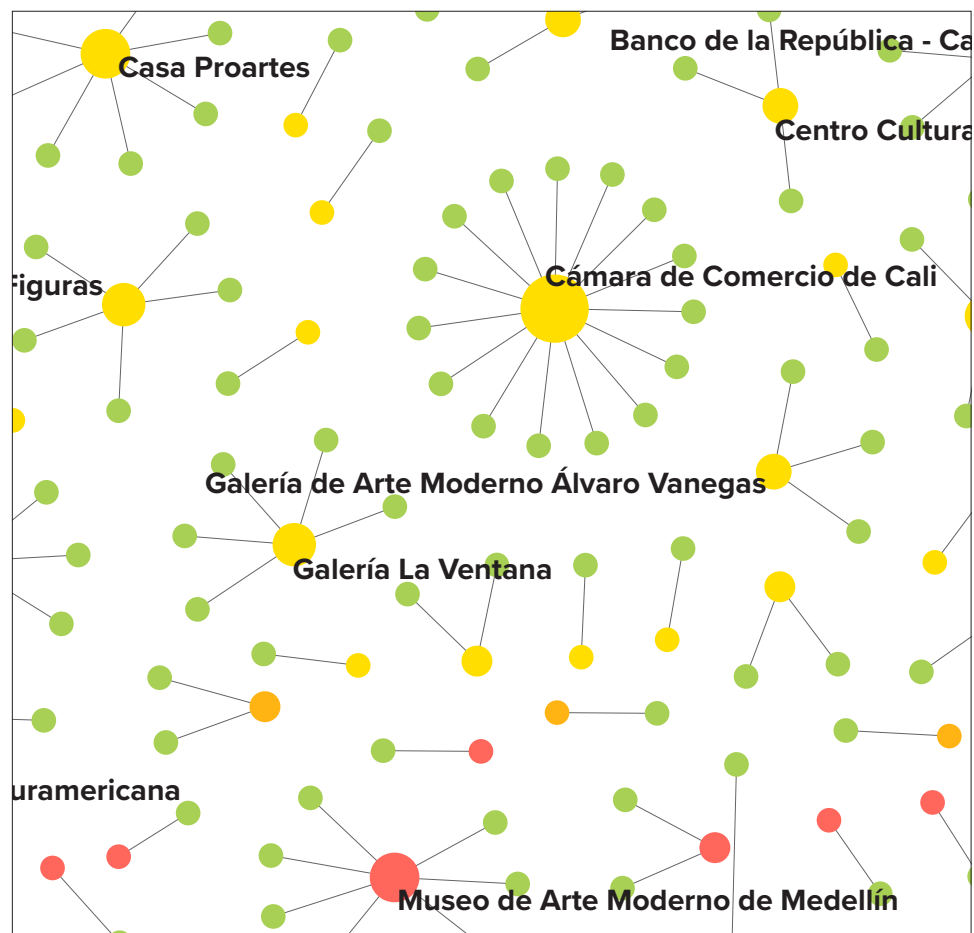 Banco de la República - Ca
Casa Proartes
Centro Cultura
Cámara de Comercio de Cali
Figuras
Galería de Arte Moderno Álvaro Vanegas
Galería La Ventana
uramericana
Museo de Arte Moderno de Medellín